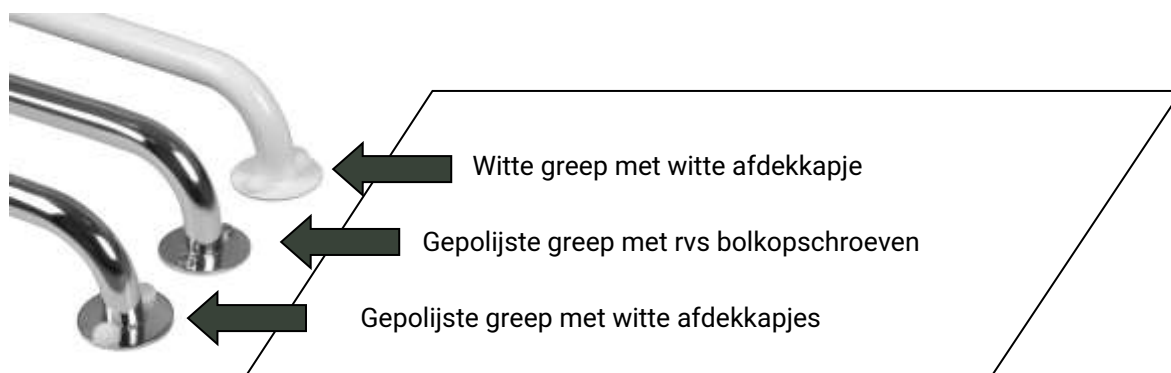 Witte greep met witte afdekkapje
Gepolijste greep met rvs bolkopschroeven
Gepolijste greep met witte afdekkapjes